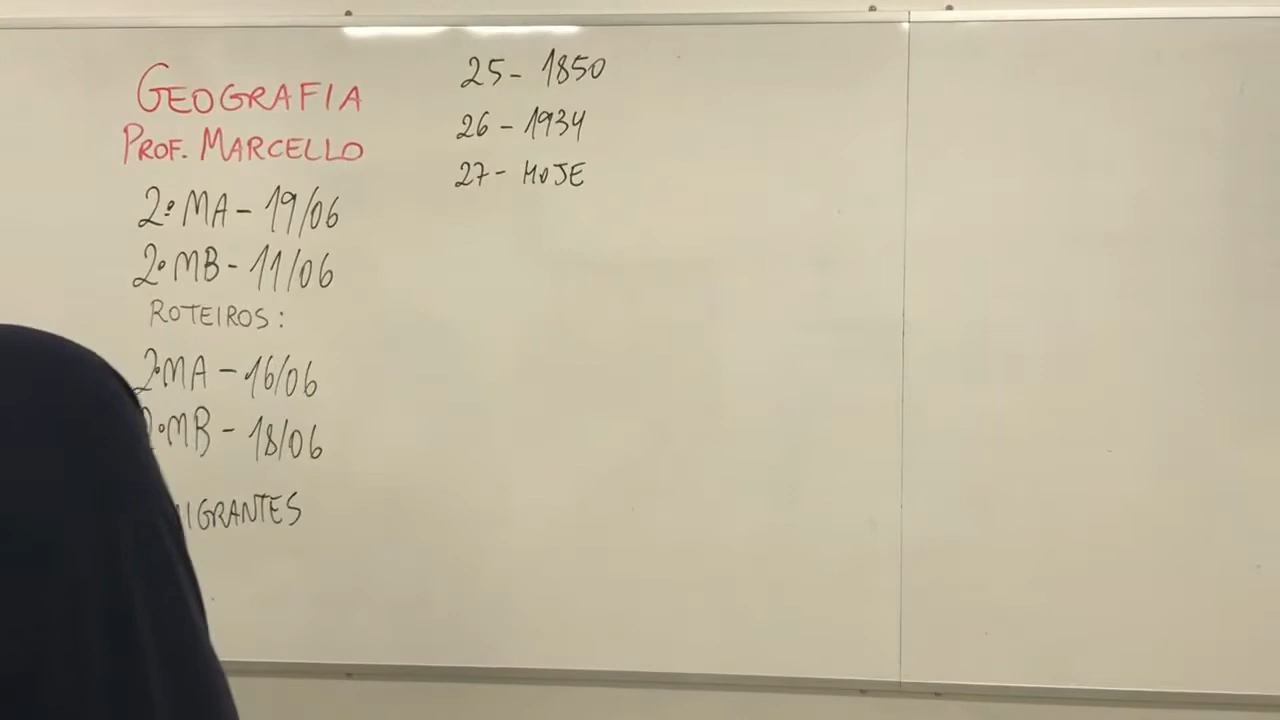 GEOGRAFIA
PROF. MARCELLO
2º MA - 19/06
2º MB - 11/06
ROTEIROS:
2º MA - 16/06
2º MB - 18/06
25 - 1850
26 - 1934
27 - HOJE